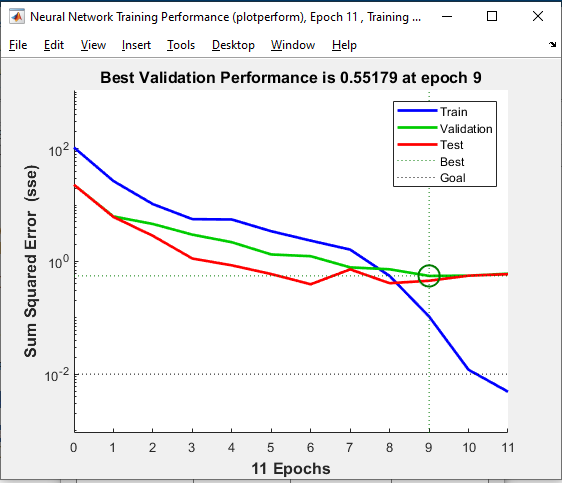 Neural Network Training Performance (plotperform), Epoch 11 , Training ...
File Edit View Insert Tools Desktop Window Help
Best Validation Performance is 0.55179 at epoch 9
Train
Validation
Test
Best
Goal
10^2
10^0
10^-2
Sum Squared Error (sse)
0 1 2 3 4 5 6 7 8 9 10 11
11 Epochs